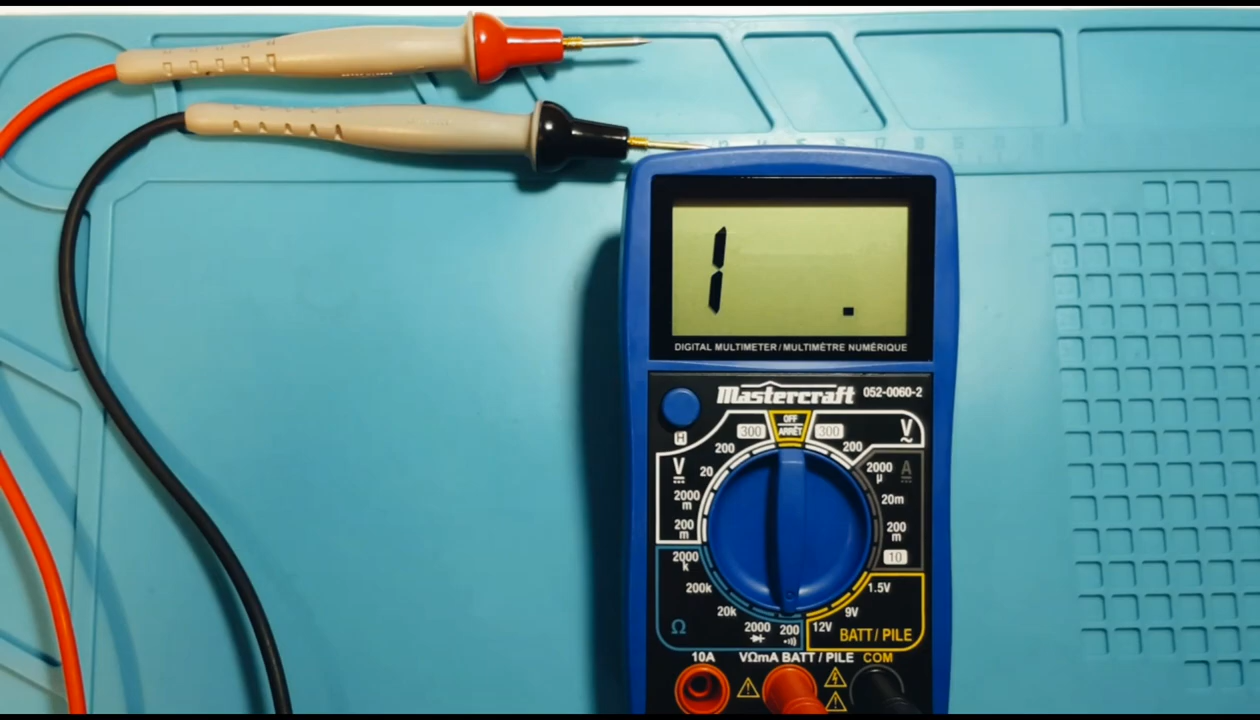 1 .
DIGITAL MULTIMETER / MULTIMÈTRE NUMÉRIQUE
Mastercraft 052-0060-2
H
OFF
ARRÊT
300
300
200
200
V
V
20
2000
m
200
m
2000
µ
A
20m
200
m
10
2000
k
200k
20k
2000
200
Ω
1.5V
9V
12V
BATT / PILE
10A
VΩmA BATT / PILE
COM